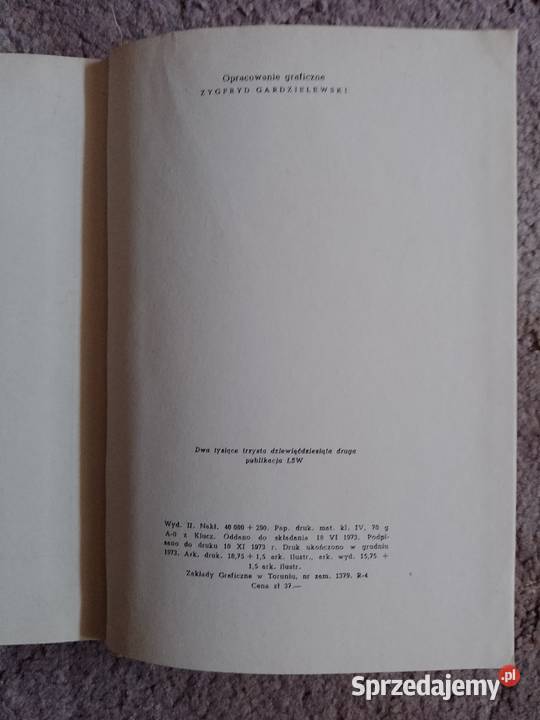 Opracowanie graficzne
ZYGFRYD GARDZIELEWSKI
Dwa tysiące trzysta dziewięćdziesiąta druga
publikacja LSW
Wyd. II. Nakł. 40 000 + 290. Pap. druk. mat. kl. IV, 70 g
A-0 z Klucz. Oddano do składania 18 VI 1973. Podpi-
sano do druku 10 XI 1973 r. Druk ukończono w grudniu
1973. Ark. druk. 18,75 + 1,5 ark. ilustr., ark. wyd. 15,75 +
1,5 ark. ilustr.
Zakłady Graficzne w Toruniu, nr zam. 1379. R-4
Cena zł 37.—
Sprzedajemy.pl